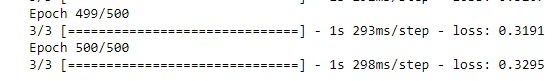 Epoch 499/500
3/3 [==============================] - 1s 293ms/step - loss: 0.3191
Epoch 500/500
3/3 [==============================] - 1s 298ms/step - loss: 0.3295